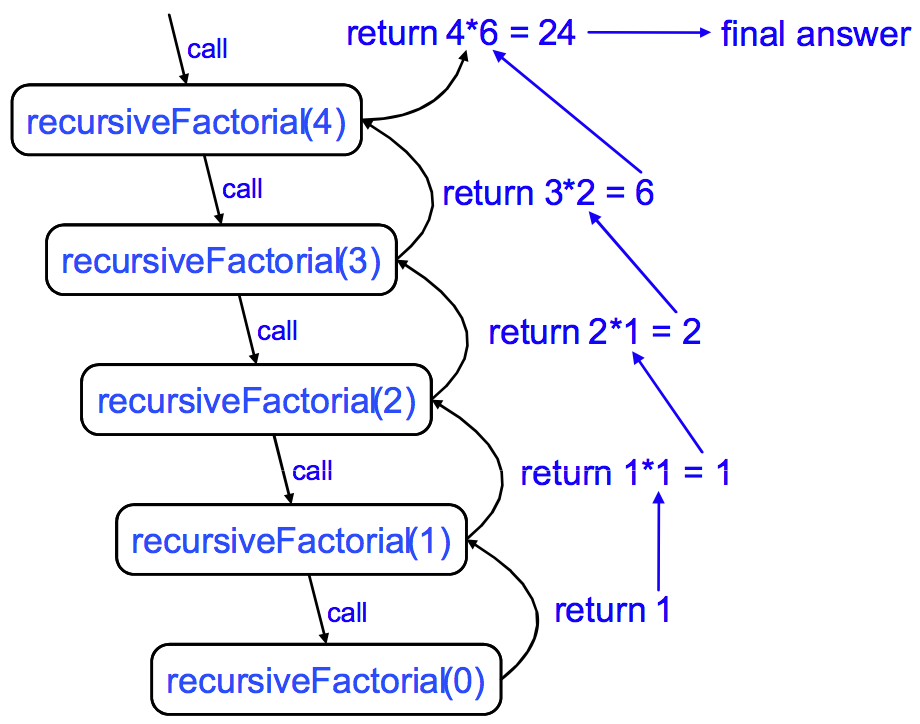 return 4*6 = 24
final answer
call
recursiveFactorial(4)
call
return 3*2 = 6
recursiveFactorial(3)
call
return 2*1 = 2
recursiveFactorial(2)
call
return 1*1 = 1
recursiveFactorial(1)
call
return 1
recursiveFactorial(0)